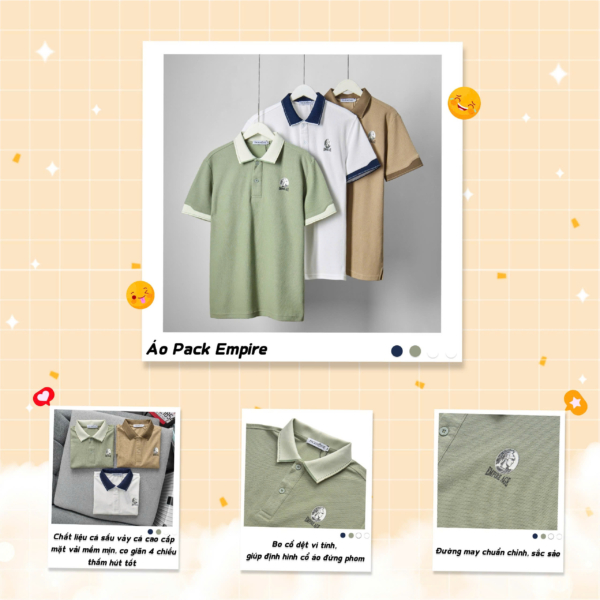 Áo Pack Empire
Chất liệu cá sấu vảy cá cao cấp
mặt vải mềm mịn, co giãn 4 chiều
thấm hút tốt
Bo cổ dệt vi tính,
giúp định hình cổ áo đứng phom
Đường may chuẩn chỉnh, sắc sảo